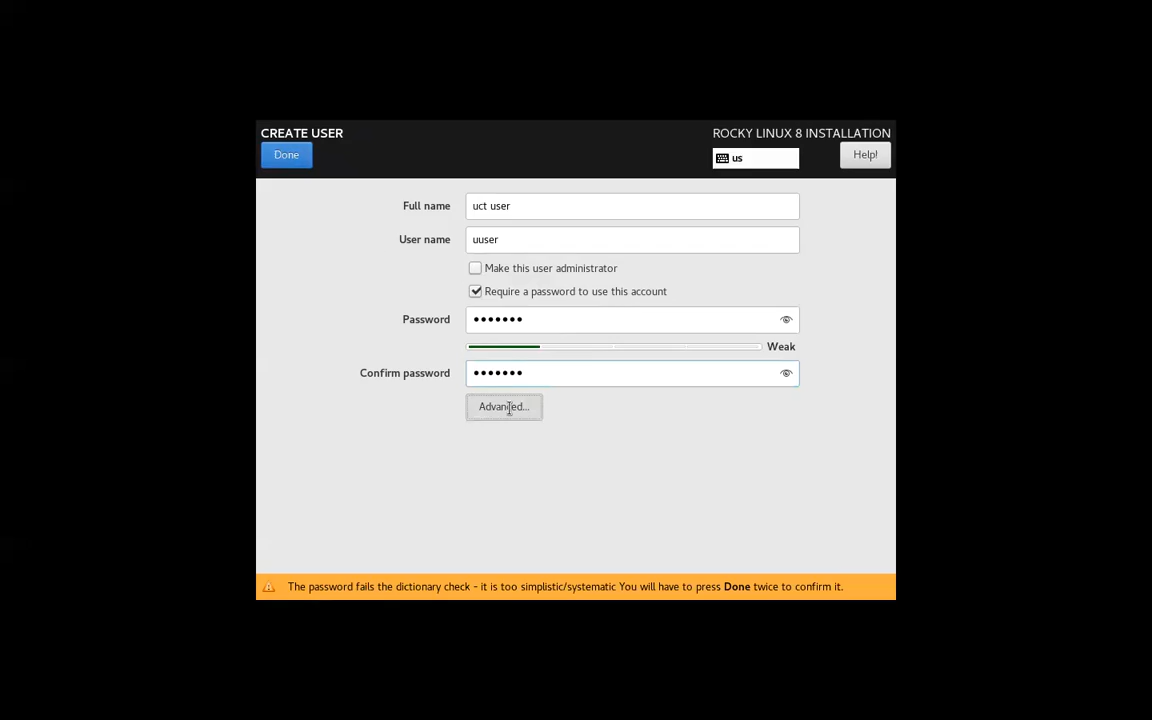 CREATE USER
ROCKY LINUX 8 INSTALLATION
Done
us
Help!
Full name
uct user
User name
uuser
Make this user administrator
Require a password to use this account
Password
•••••••
Weak
Confirm password
•••••••
Advanced...
The password fails the dictionary check - it is too simplistic/systematic You will have to press Done twice to confirm it.